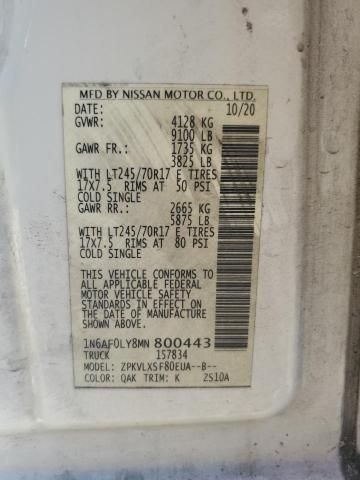 MFD BY NISSAN MOTOR CO., LTD.
DATE: 10/20
GVWR: 4128 KG
9100 LB
GAWR FR.: 1735 KG
3825 LB
WITH LT245/70R17 E TIRES
17X7.5 RIMS AT 50 PSI
COLD SINGLE
GAWR RR.: 2665 KG
5875 LB
WITH LT245/70R17 E TIRES
17X7.5 RIMS AT 80 PSI
COLD SINGLE
THIS VEHICLE CONFORMS TO
ALL APPLICABLE FEDERAL
MOTOR VEHICLE SAFETY
STANDARDS IN EFFECT ON THE
DATE OF MANUFACTURE SHOWN
ABOVE.
1N6AF0LY8MN 800443
TRUCK 157834
MODEL: ZPKVLXSF80EUA--B--
COLOR: QAK TRIM: K 2S10A